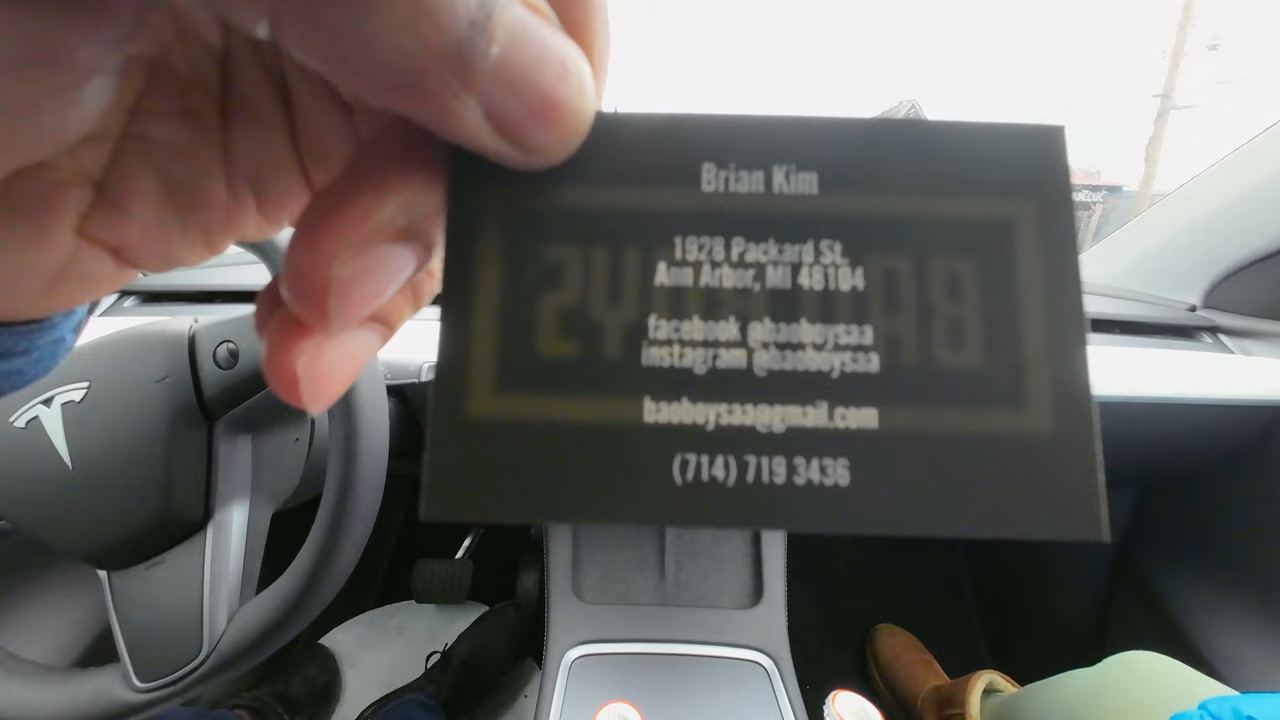 Brian Kim
1928 Packard St.
Ann Arbor, MI 48104
facebook @baoboysaa
instagram @baoboysaa
baoboysaa@gmail.com
(714) 719 3436